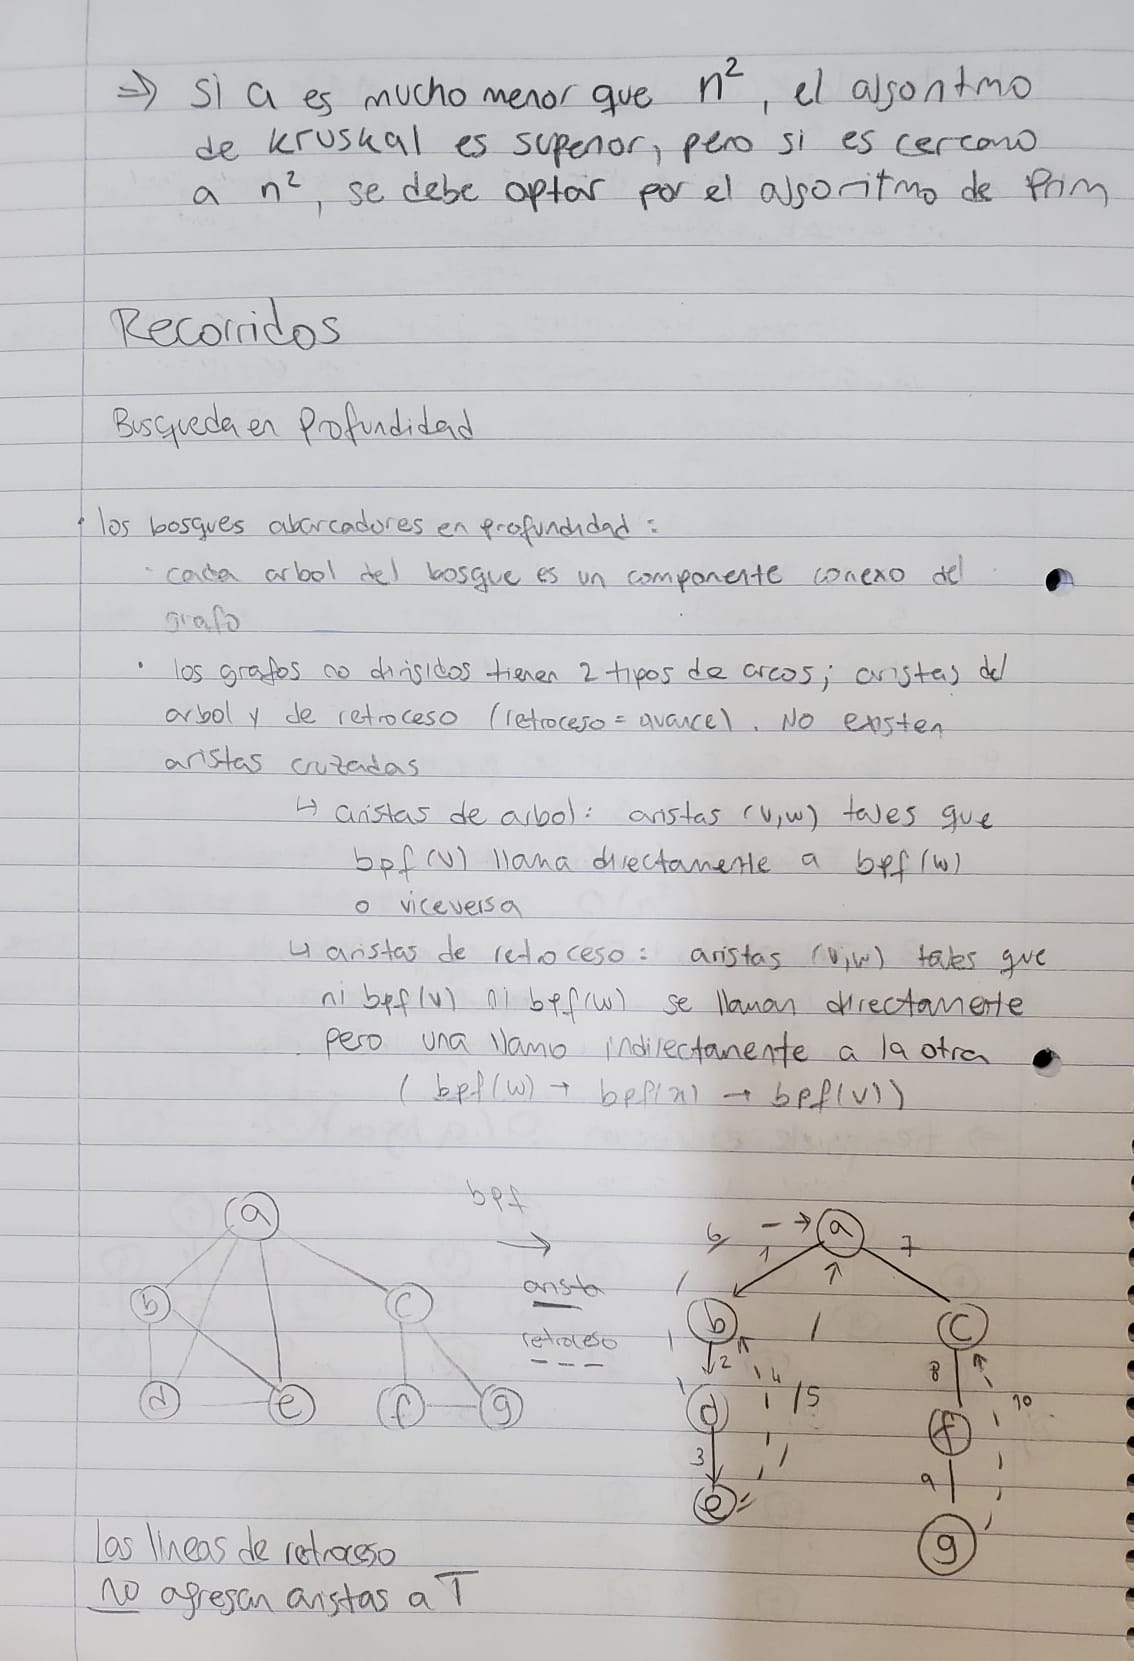 ⇒ Si a es mucho menor que n², el algoritmo
de kruskal es superior, pero si es cercano
a n², se debe optar por el algoritmo de Prim
Recorridos
Busqueda en Profundidad
· los bosques abarcadores en profundidad:
· cada arbol del bosque es un componente conexo del
grafo
· los grafos no dirigidos tienen 2 tipos de arcos; aristas del
arbol y de retroceso (retroceso = avance). No existen
aristas cruzadas
↳ aristas de arbol: aristas (v,w) tales que
bpf(v) llama directamente a bpf(w)
o viceversa
↳ aristas de retroceso: aristas (v,w) tales que
ni bpf(v) ni bpf(w) se llaman directamente
pero una llamo indirectamente a la otra
(bpf(w) → bpf(x) → bpf(v))
a
b c
d e f g
bpf
→
arista
retroceso
6 a 7
1
b c
2 4 8
d 5 f 10
3 9
e g
Las lineas de retroceso
no agregan aristas a T